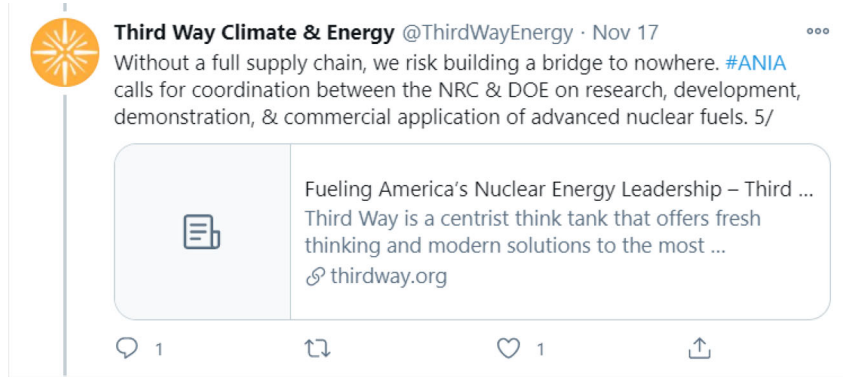 Third Way Climate & Energy @ThirdWayEnergy · Nov 17
Without a full supply chain, we risk building a bridge to nowhere. #ANIA
calls for coordination between the NRC & DOE on research, development,
demonstration, & commercial application of advanced nuclear fuels. 5/
Fueling America’s Nuclear Energy Leadership – Third ...
Third Way is a centrist think tank that offers fresh
thinking and modern solutions to the most ...
thirdway.org
1 1